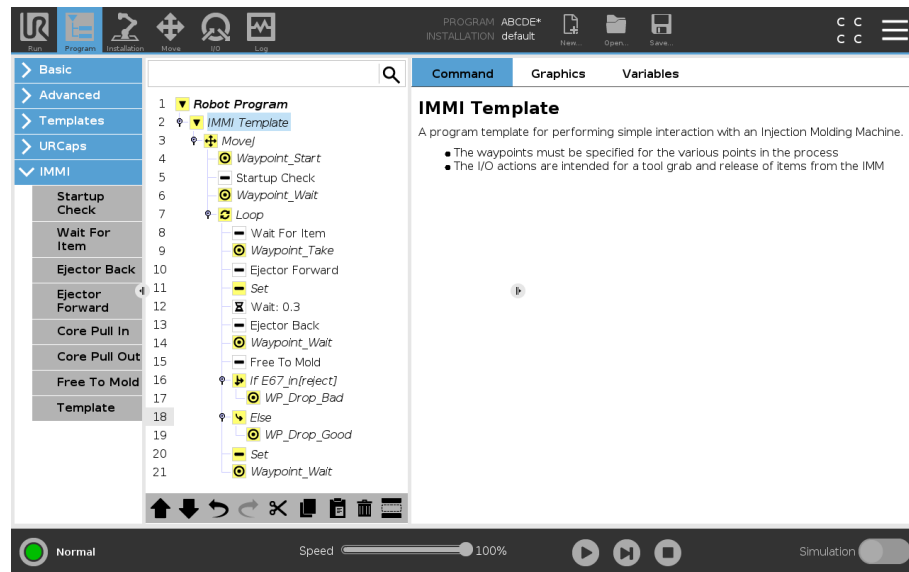 UR
PROGRAM ABCDE*
INSTALLATION default
Run
Program
Installation
Move
I/O
Log
New...
Open...
Save...
C C
C C
Basic
Advanced
Templates
URCaps
IMMI
Startup
Check
Wait For
Item
Ejector Back
Ejector
Forward
Core Pull In
Core Pull Out
Free To Mold
Template
1 Robot Program
2 IMMI Template
3 MoveJ
4 Waypoint_Start
5 Startup Check
6 Waypoint_Wait
7 Loop
8 Wait For Item
9 Waypoint_Take
10 Ejector Forward
11 Set
12 Wait: 0.3
13 Ejector Back
14 Waypoint_Wait
15 Free To Mold
16 If E67_in[reject]
17 WP_Drop_Bad
18 Else
19 WP_Drop_Good
20 Set
21 Waypoint_Wait
Command
Graphics
Variables
IMMI Template
A program template for performing simple interaction with an Injection Molding Machine.
● The waypoints must be specified for the various points in the process
● The I/O actions are intended for a tool grab and release of items from the IMM
Normal
Speed
100%
Simulation